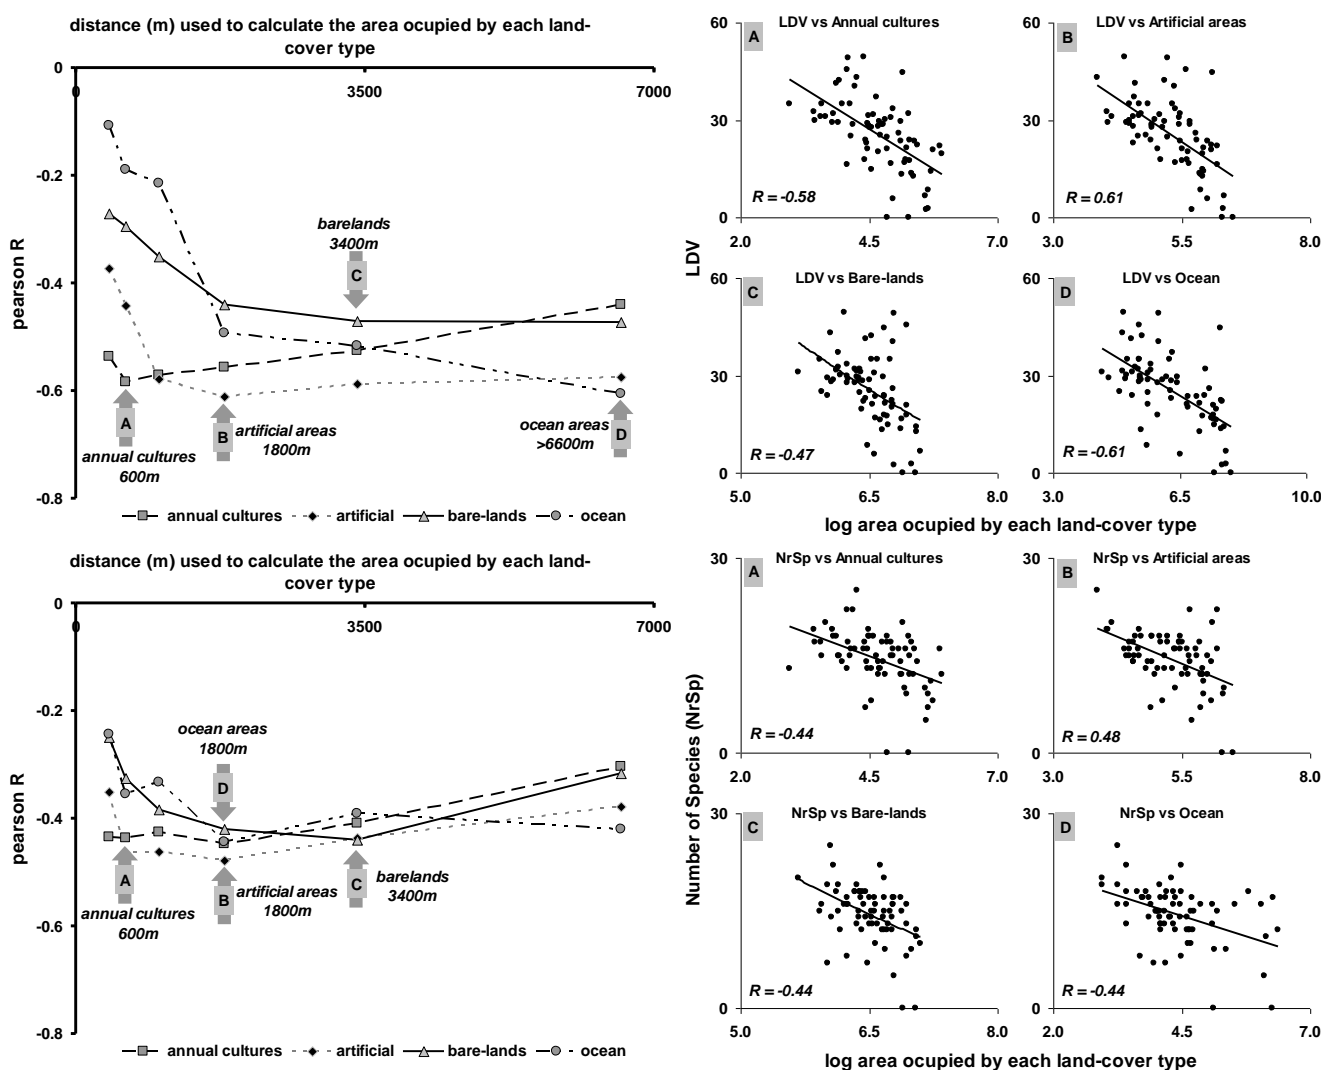 distance (m) used to calculate the area ocupied by each land-
cover type
0
0
3500
7000
-0.2
-0.4
-0.6
-0.8
pearson R
barelands
3400m
C
A
annual cultures
600m
B
artificial areas
1800m
ocean areas
>6600m
D
annual cultures
artificial
bare-lands
ocean
LDV vs Annual cultures
A
60
30
0
R = -0.58
2.0
4.5
7.0
LDV vs Artificial areas
B
60
30
0
R = 0.61
3.0
5.5
8.0
LDV
LDV vs Bare-lands
C
60
30
0
R = -0.47
5.0
6.5
8.0
LDV vs Ocean
D
60
30
0
R = -0.61
3.0
6.5
10.0
log area ocupied by each land-cover type
distance (m) used to calculate the area ocupied by each land-
cover type
0
0
3500
7000
-0.2
-0.4
-0.6
-0.8
pearson R
ocean areas
1800m
D
A
annual cultures
600m
B
artificial areas
1800m
C
barelands
3400m
annual cultures
artificial
bare-lands
ocean
NrSp vs Annual cultures
A
30
15
0
R = -0.44
2.0
4.5
7.0
NrSp vs Artificial areas
B
30
15
0
R = 0.48
3.0
5.5
8.0
Number of Species (NrSp)
NrSp vs Bare-lands
C
30
15
0
R = -0.44
5.0
6.5
8.0
NrSp vs Ocean
D
30
15
0
R = -0.44
2.0
4.5
7.0
log area ocupied by each land-cover type